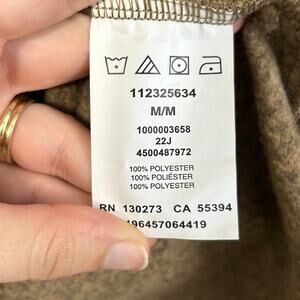 112325634
M/M
1000003658
22J
4500487972
100% POLYESTER
100% POLIÉSTER
100% POLYESTER
RN 130273 CA 55394
196457064419